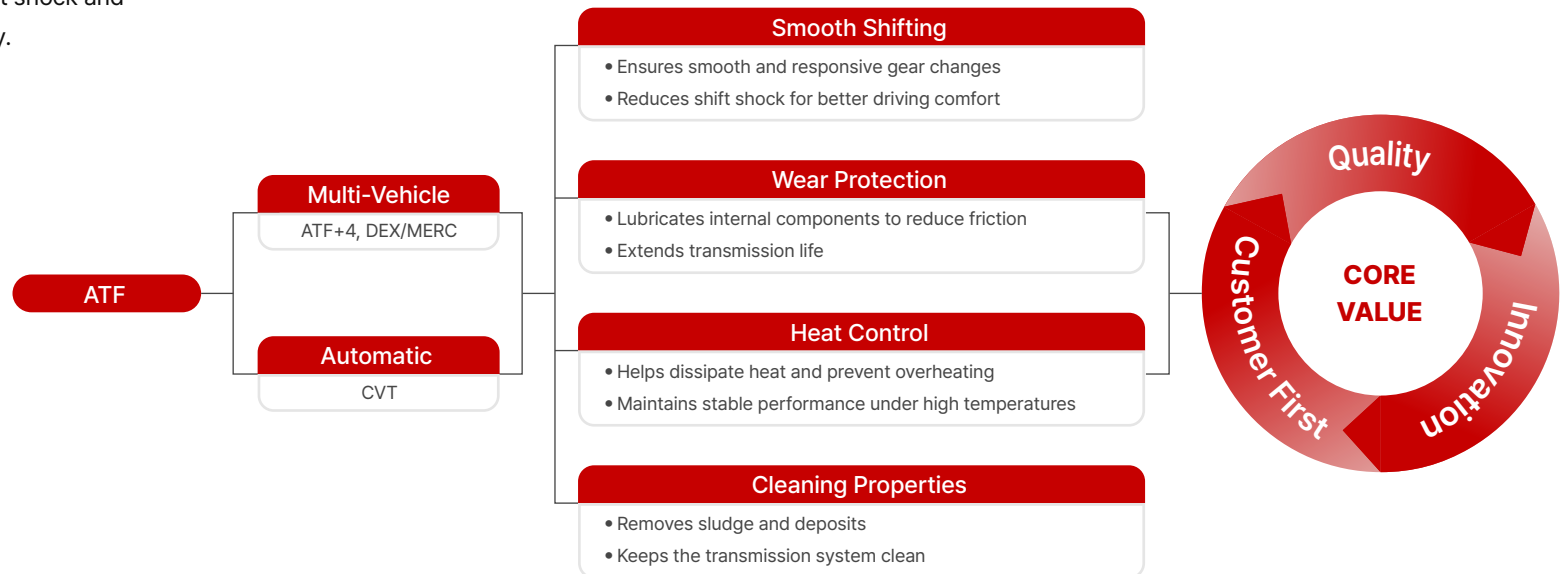 t shock and
y.
ATF
Multi-Vehicle
ATF+4, DEX/MERC
Automatic
CVT
Smooth Shifting
• Ensures smooth and responsive gear changes
• Reduces shift shock for better driving comfort
Wear Protection
• Lubricates internal components to reduce friction
• Extends transmission life
Heat Control
• Helps dissipate heat and prevent overheating
• Maintains stable performance under high temperatures
Cleaning Properties
• Removes sludge and deposits
• Keeps the transmission system clean
Quality
Innovation
Customer First
CORE
VALUE